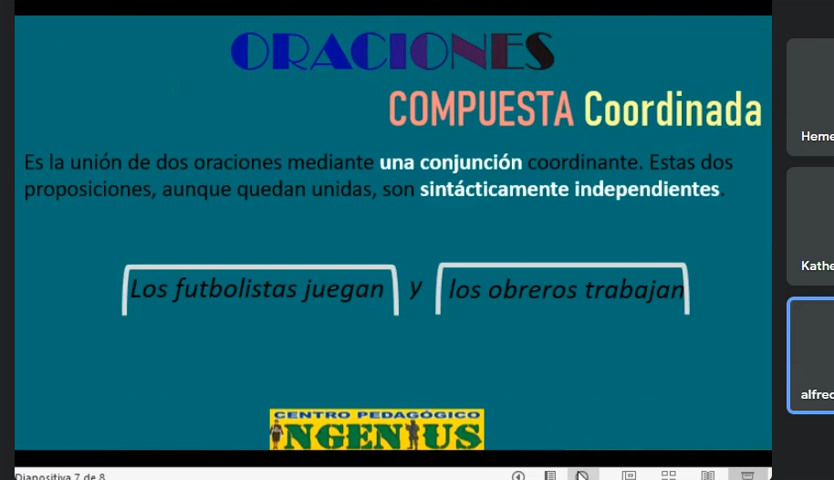 ORACIONES
COMPUESTA Coordinada
Es la unión de dos oraciones mediante una conjunción coordinante. Estas dos
proposiciones, aunque quedan unidas, son sintácticamente independientes.
Los futbolistas juegan y los obreros trabajan
CENTRO PEDAGÓGICO
INGENIUS
Heme
Kathe
alfred
Diapositiva 7 de 8